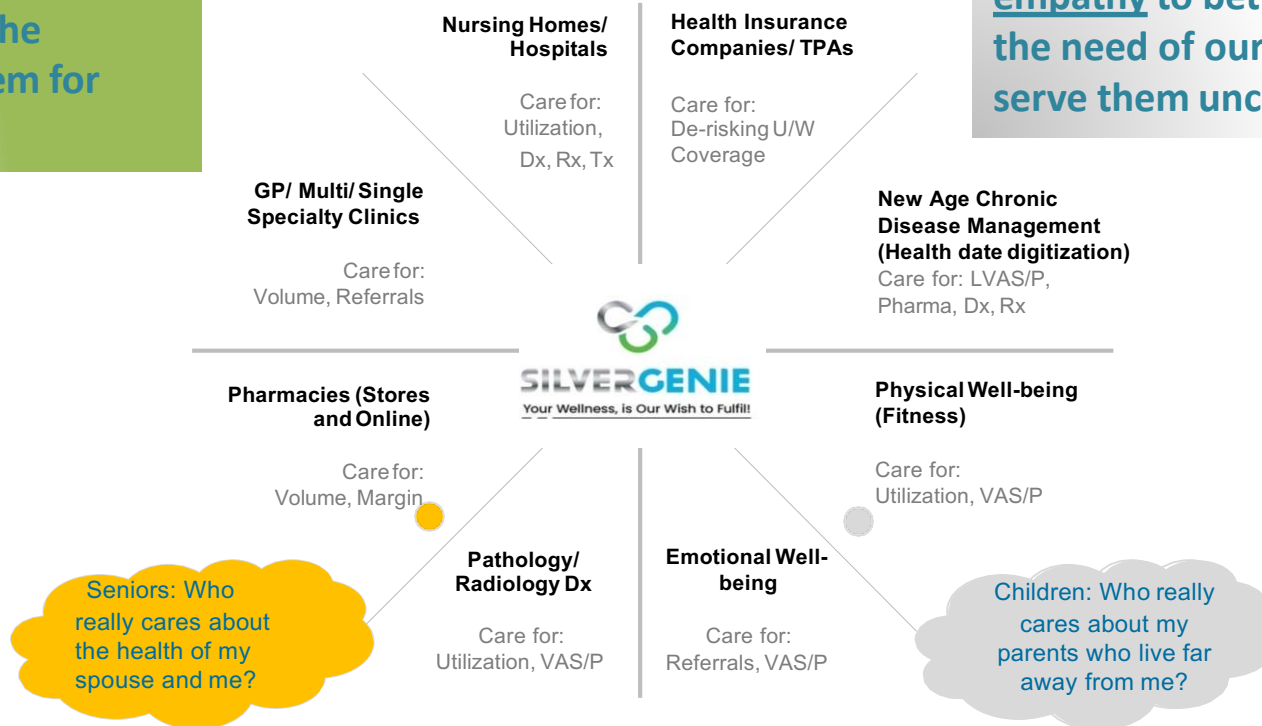 he
em for
empathy to bet
the need of our
serve them unc
Nursing Homes/
Hospitals
Care for:
Utilization,
Dx, Rx, Tx
Health Insurance
Companies/ TPAs
Care for:
De-risking U/W
Coverage
GP/ Multi/ Single
Specialty Clinics
Care for:
Volume, Referrals
New Age Chronic
Disease Management
(Health date digitization)
Care for: LVAS/P,
Pharma, Dx, Rx
SILVERGENIE
Your Wellness, is Our Wish to Fulfil!
Pharmacies (Stores
and Online)
Care for:
Volume, Margin
Physical Well-being
(Fitness)
Care for:
Utilization, VAS/P
Pathology/
Radiology Dx
Care for:
Utilization, VAS/P
Emotional Well-
being
Care for:
Referrals, VAS/P
Seniors: Who
really cares about
the health of my
spouse and me?
Children: Who really
cares about my
parents who live far
away from me?